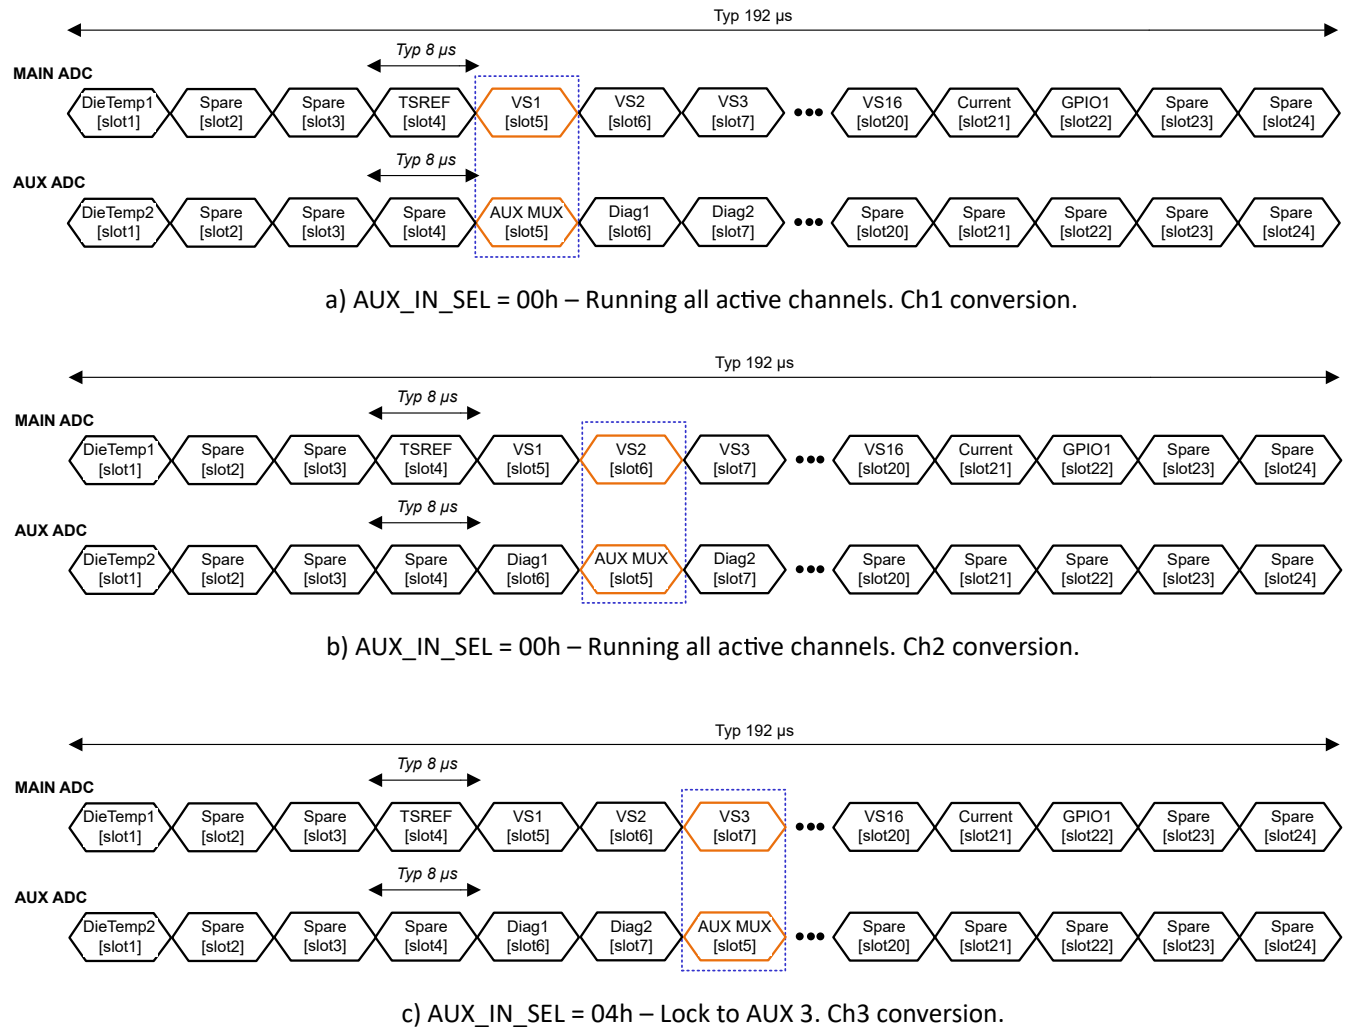 Typ 192 µs
Typ 8 µs
MAIN ADC
DieTemp1 Spare Spare TSREF VS1 VS2 VS3 ••• VS16 Current GPIO1 Spare Spare
[slot1] [slot2] [slot3] [slot4] [slot5] [slot6] [slot7] [slot20] [slot21] [slot22] [slot23] [slot24]
Typ 8 µs
AUX ADC
DieTemp2 Spare Spare Spare AUX MUX Diag1 Diag2 ••• Spare Spare Spare Spare Spare
[slot1] [slot2] [slot3] [slot4] [slot5] [slot6] [slot7] [slot20] [slot21] [slot22] [slot23] [slot24]
a) AUX_IN_SEL = 00h – Running all active channels. Ch1 conversion.
Typ 192 µs
Typ 8 µs
MAIN ADC
DieTemp1 Spare Spare TSREF VS1 VS2 VS3 ••• VS16 Current GPIO1 Spare Spare
[slot1] [slot2] [slot3] [slot4] [slot5] [slot6] [slot7] [slot20] [slot21] [slot22] [slot23] [slot24]
Typ 8 µs
AUX ADC
DieTemp2 Spare Spare Spare Diag1 AUX MUX Diag2 ••• Spare Spare Spare Spare Spare
[slot1] [slot2] [slot3] [slot4] [slot6] [slot5] [slot7] [slot20] [slot21] [slot22] [slot23] [slot24]
b) AUX_IN_SEL = 00h – Running all active channels. Ch2 conversion.
Typ 192 µs
Typ 8 µs
MAIN ADC
DieTemp1 Spare Spare TSREF VS1 VS2 VS3 ••• VS16 Current GPIO1 Spare Spare
[slot1] [slot2] [slot3] [slot4] [slot5] [slot6] [slot7] [slot20] [slot21] [slot22] [slot23] [slot24]
Typ 8 µs
AUX ADC
DieTemp2 Spare Spare Spare Diag1 Diag2 AUX MUX ••• Spare Spare Spare Spare Spare
[slot1] [slot2] [slot3] [slot4] [slot6] [slot7] [slot5] [slot20] [slot21] [slot22] [slot23] [slot24]
c) AUX_IN_SEL = 04h – Lock to AUX 3. Ch3 conversion.